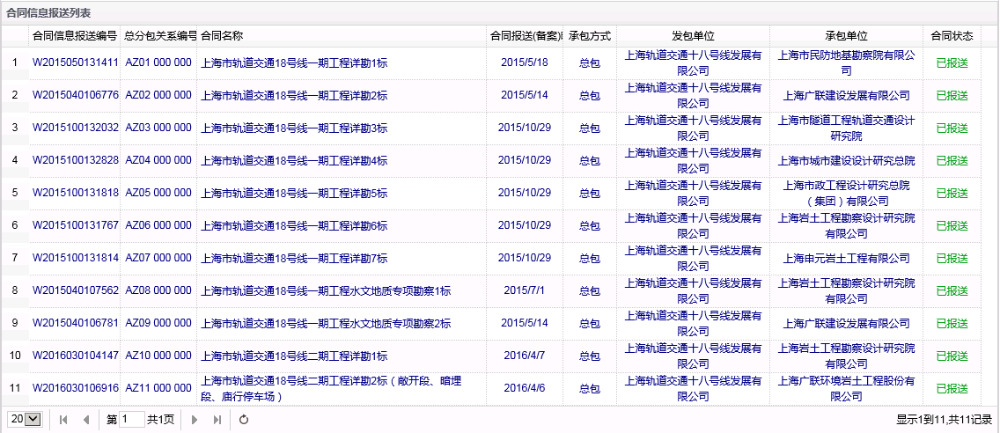 合同信息报送列表
合同信息报送编号 总分包关系编号 合同名称 合同报送(备案) 承包方式 发包单位 承包单位 合同状态
1 W2015050131411 AZ01 000 000 上海市轨道交通18号线一期工程详勘1标 2015/5/18 总包 上海轨道交通十八号线发展有限公司 上海市民防地基勘察院有限公司 已报送
2 W2015040106776 AZ02 000 000 上海市轨道交通18号线一期工程详勘2标 2015/5/14 总包 上海轨道交通十八号线发展有限公司 上海广联建设发展有限公司 已报送
3 W2015100132032 AZ03 000 000 上海市轨道交通18号线一期工程详勘3标 2015/10/29 总包 上海轨道交通十八号线发展有限公司 上海市隧道工程轨道交通设计研究院 已报送
4 W2015100132828 AZ04 000 000 上海市轨道交通18号线一期工程详勘4标 2015/10/29 总包 上海轨道交通十八号线发展有限公司 上海市城市建设设计研究总院 已报送
5 W2015100131818 AZ05 000 000 上海市轨道交通18号线一期工程详勘5标 2015/10/29 总包 上海轨道交通十八号线发展有限公司 上海市政工程设计研究总院（集团）有限公司 已报送
6 W2015100131767 AZ06 000 000 上海市轨道交通18号线一期工程详勘6标 2015/10/29 总包 上海轨道交通十八号线发展有限公司 上海岩土工程勘察设计研究院有限公司 已报送
7 W2015100131814 AZ07 000 000 上海市轨道交通18号线一期工程详勘7标 2015/10/29 总包 上海轨道交通十八号线发展有限公司 上海申元岩土工程有限公司 已报送
8 W2015040107562 AZ08 000 000 上海市轨道交通18号线一期工程水文地质专项勘察1标 2015/7/1 总包 上海轨道交通十八号线发展有限公司 上海岩土工程勘察设计研究院有限公司 已报送
9 W2015040106781 AZ09 000 000 上海市轨道交通18号线一期工程水文地质专项勘察2标 2015/5/14 总包 上海轨道交通十八号线发展有限公司 上海广联建设发展有限公司 已报送
10 W2016030104147 AZ10 000 000 上海市轨道交通18号线二期工程详勘1标 2016/4/7 总包 上海轨道交通十八号线发展有限公司 上海岩土工程勘察设计研究院有限公司 已报送
11 W2016030106916 AZ11 000 000 上海市轨道交通18号线二期工程详勘2标（敞开段、暗埋段、庙行停车场） 2016/4/6 总包 上海轨道交通十八号线发展有限公司 上海广联环境岩土工程股份有限公司 已报送
20 第 1 共1页 显示1到11,共11记录